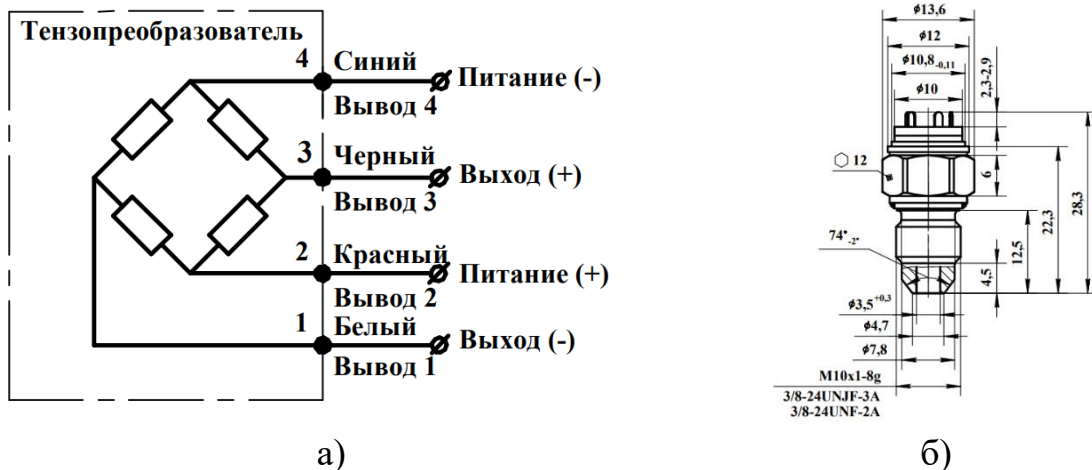 Тензопреобразователь
4 Синий
Питание (-)
Вывод 4
3 Черный
Выход (+)
Вывод 3
2 Красный
Питание (+)
Вывод 2
1 Белый
Выход (-)
Вывод 1
а)
ϕ13,6
ϕ12
ϕ10,8-0,11
ϕ10
2,3-2,9
12
6
28,3
22,3
12,5
74°-2°
4,5
ϕ3,5+0,3
ϕ4,7
ϕ7,8
M10x1-8g
3/8-24UNJF-3A
3/8-24UNF-2A
б)